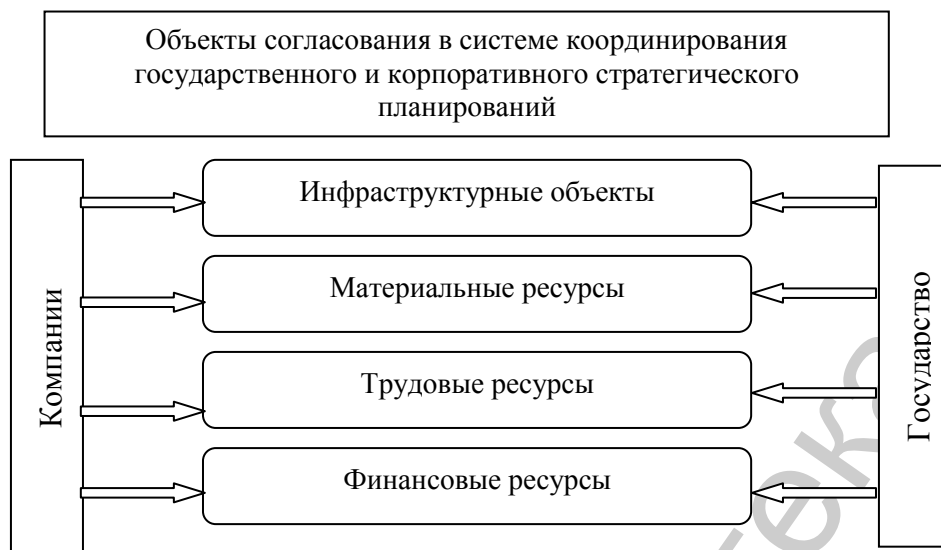 Объекты согласования в системе координирования
государственного и корпоративного стратегического
планирований
Компании
Инфраструктурные объекты
Материальные ресурсы
Трудовые ресурсы
Финансовые ресурсы
Государство